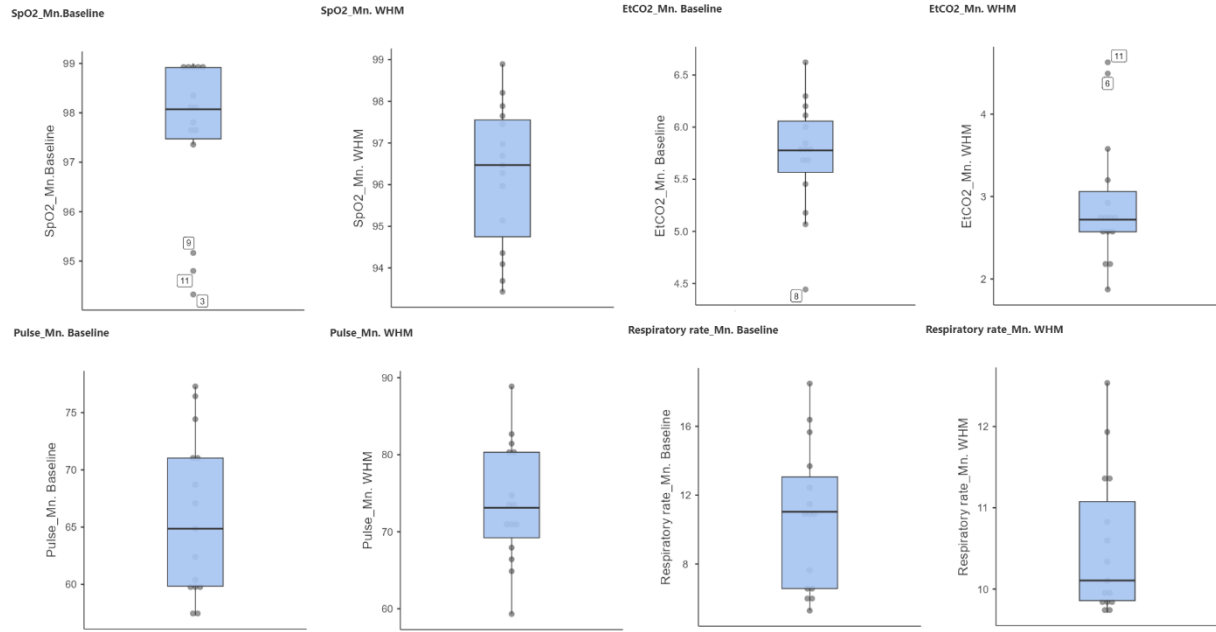 SpO2_Mn.Baseline
SpO2_Mn. WHM
EtCO2_Mn. Baseline
EtCO2_Mn. WHM
SpO2_Mn.Baseline
99
98
97
96
95
9
11
3
SpO2_Mn. WHM
99
98
97
96
95
94
EtCO2_Mn. Baseline
6.5
6.0
5.5
5.0
4.5
8
EtCO2_Mn. WHM
4
3
2
11
6
Pulse_Mn. Baseline
Pulse_Mn. WHM
Respiratory rate_Mn. Baseline
Respiratory rate_Mn. WHM
Pulse_Mn. Baseline
75
70
65
60
Pulse_Mn. WHM
90
80
70
60
Respiratory rate_Mn. Baseline
16
12
8
Respiratory rate_Mn. WHM
12
11
10